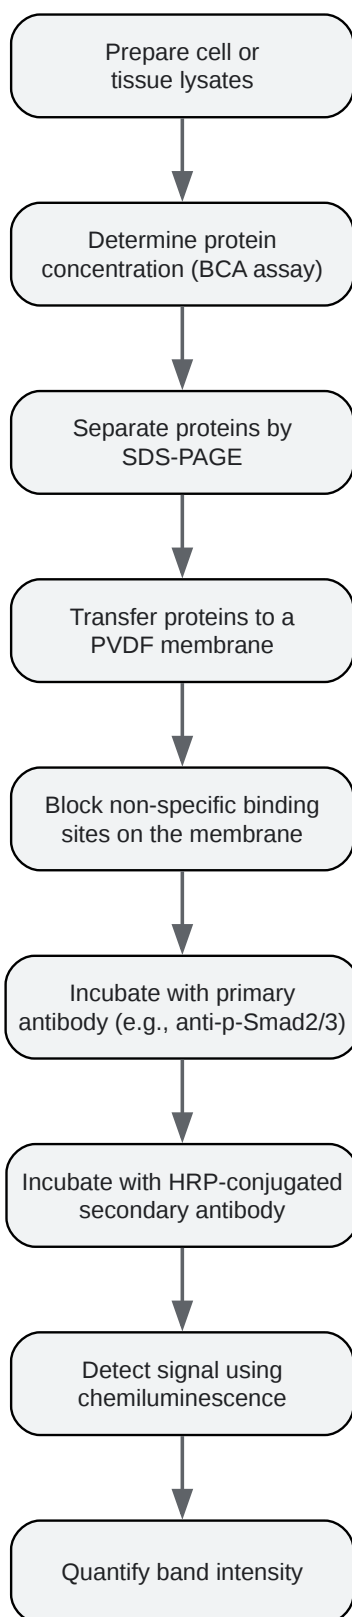 Prepare cell or
tissue lysates
Determine protein
concentration (BCA assay)
Separate proteins by
SDS-PAGE
Transfer proteins to a
PVDF membrane
Block non-specific binding
sites on the membrane
Incubate with primary
antibody (e.g., anti-p-Smad2/3)
Incubate with HRP-conjugated
secondary antibody
Detect signal using
chemiluminescence
Quantify band intensity